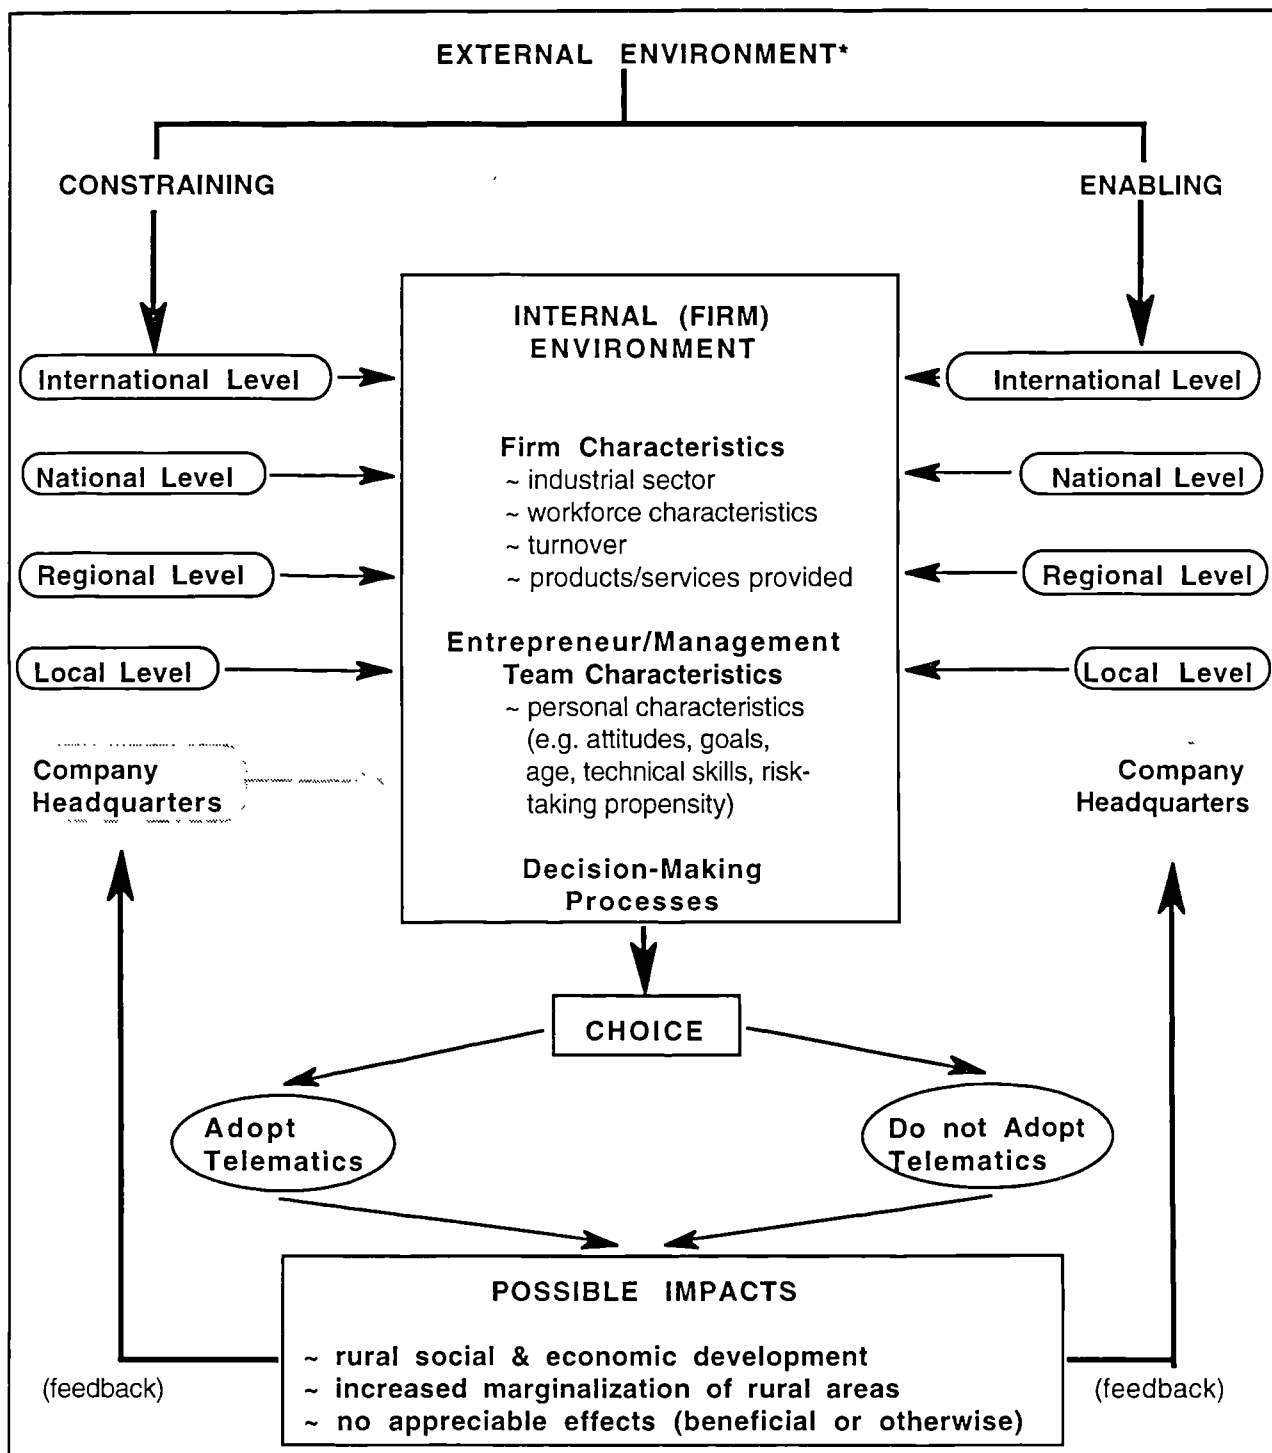 EXTERNAL ENVIRONMENT*
CONSTRAINING
ENABLING
INTERNAL (FIRM)
ENVIRONMENT
International Level
International Level
Firm Characteristics
National Level
~ industrial sector
National Level
~ workforce characteristics
~ turnover
Regional Level
~ products/services provided
Regional Level
Entrepreneur/Management
Team Characteristics
Local Level
Local Level
~ personal characteristics
(e.g. attitudes, goals,
age, technical skills, risk-
taking propensity)
Company
Headquarters
Company
Headquarters
Decision-Making
Processes
CHOICE
Adopt
Telematics
Do not Adopt
Telematics
POSSIBLE IMPACTS
~ rural social & economic development
~ increased marginalization of rural areas
~ no appreciable effects (beneficial or otherwise)
(feedback)
(feedback)